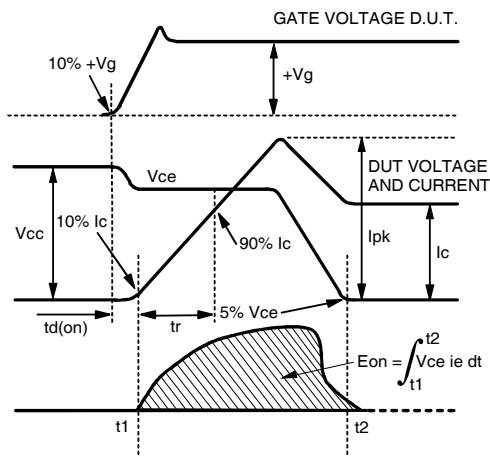 GATE VOLTAGE D.U.T.
10% +Vg
+Vg
Vce
DUT VOLTAGE
AND CURRENT
Vcc
10% Ic
90% Ic
Ipk
Ic
td(on)
tr
5% Vce
Eon = ∫ Vce ie dt
t2
t1
t1
t2